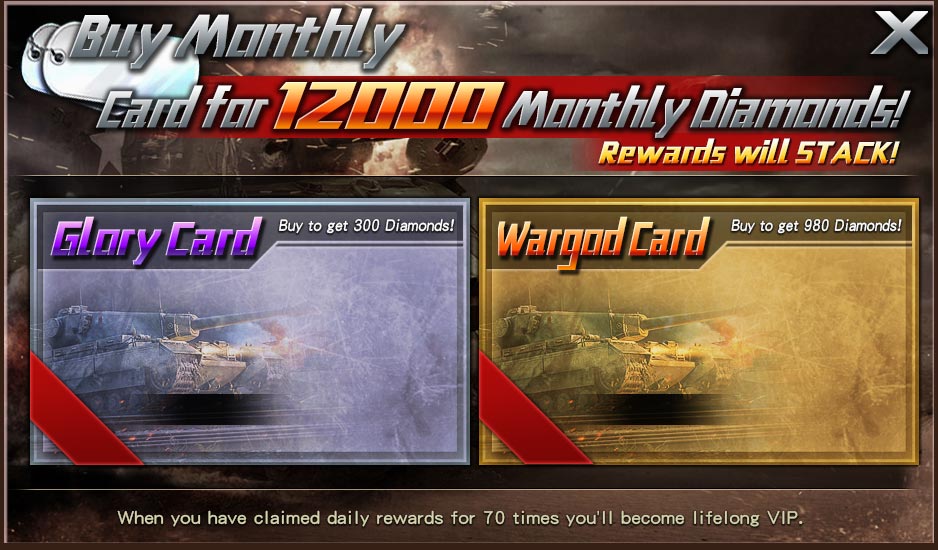 Buy Monthly
Card for 12000 Monthly Diamonds!
Rewards will STACK!
Glory Card
Buy to get 300 Diamonds!
Wargod Card
Buy to get 980 Diamonds!
When you have claimed daily rewards for 70 times you'll become lifelong VIP.